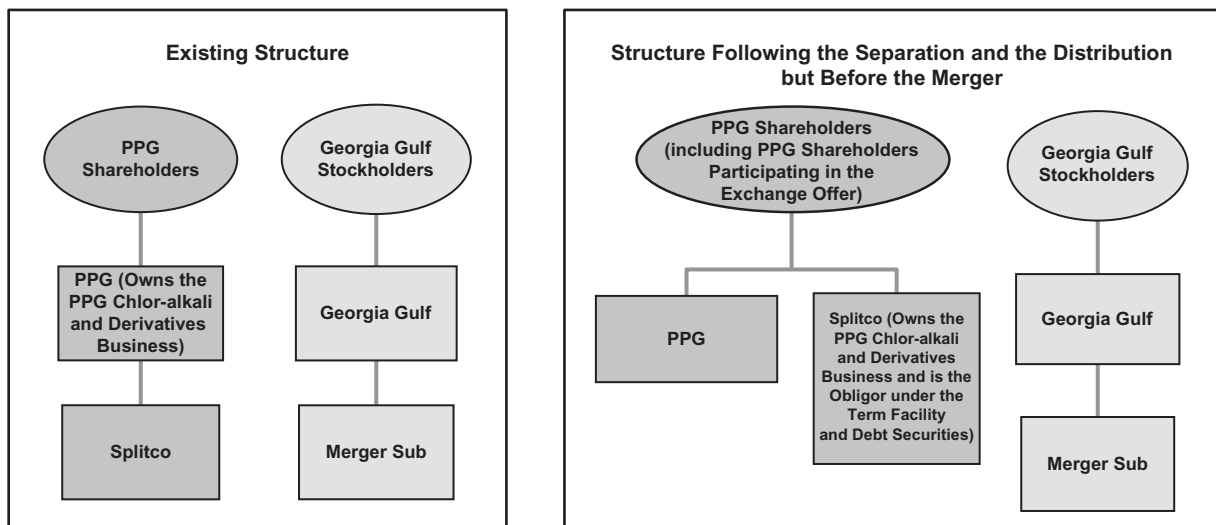 Existing Structure
PPG
Shareholders
Georgia Gulf
Stockholders
PPG (Owns the
PPG Chlor-alkali
and Derivatives
Business)
Georgia Gulf
Splitco
Merger Sub
Structure Following the Separation and the Distribution
but Before the Merger
PPG Shareholders
(including PPG Shareholders
Participating in the
Exchange Offer)
Georgia Gulf
Stockholders
PPG
Splitco (Owns the
PPG Chlor-alkali
and Derivatives
Business and is the
Obligor under the
Term Facility
and Debt Securities)
Georgia Gulf
Merger Sub